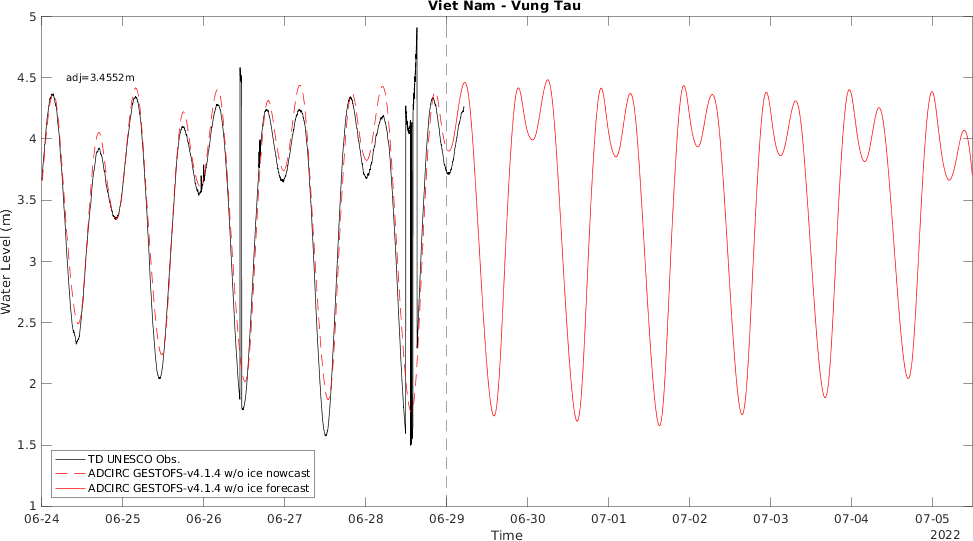 Viet Nam - Vung Tau
5
adj=3.4552m
4.5
4
3.5
3
2.5
2
1.5
1
Water Level (m)
TD UNESCO Obs.
ADCIRC GESTOFS-v4.1.4 w/o ice nowcast
ADCIRC GESTOFS-v4.1.4 w/o ice forecast
06-24 06-25 06-26 06-27 06-28 06-29 06-30 07-01 07-02 07-03 07-04 07-05
Time
2022